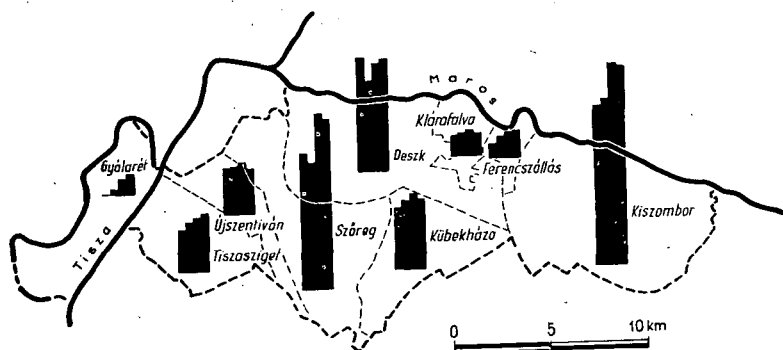 Maros
Klárafalva
Gyálarét
Deszk
Ferencszállás
Újszentiván
Szőreg
Kübekháza
Kiszombor
Tiszasziget
Tisza
0 5 10 km